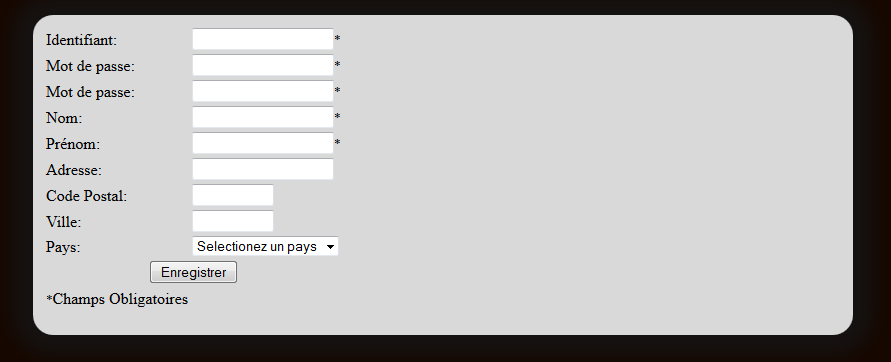 Identifiant: *
Mot de passe: *
Mot de passe: *
Nom: *
Prénom: *
Adresse:
Code Postal:
Ville:
Pays: Selectionez un pays
Enregistrer
*Champs Obligatoires